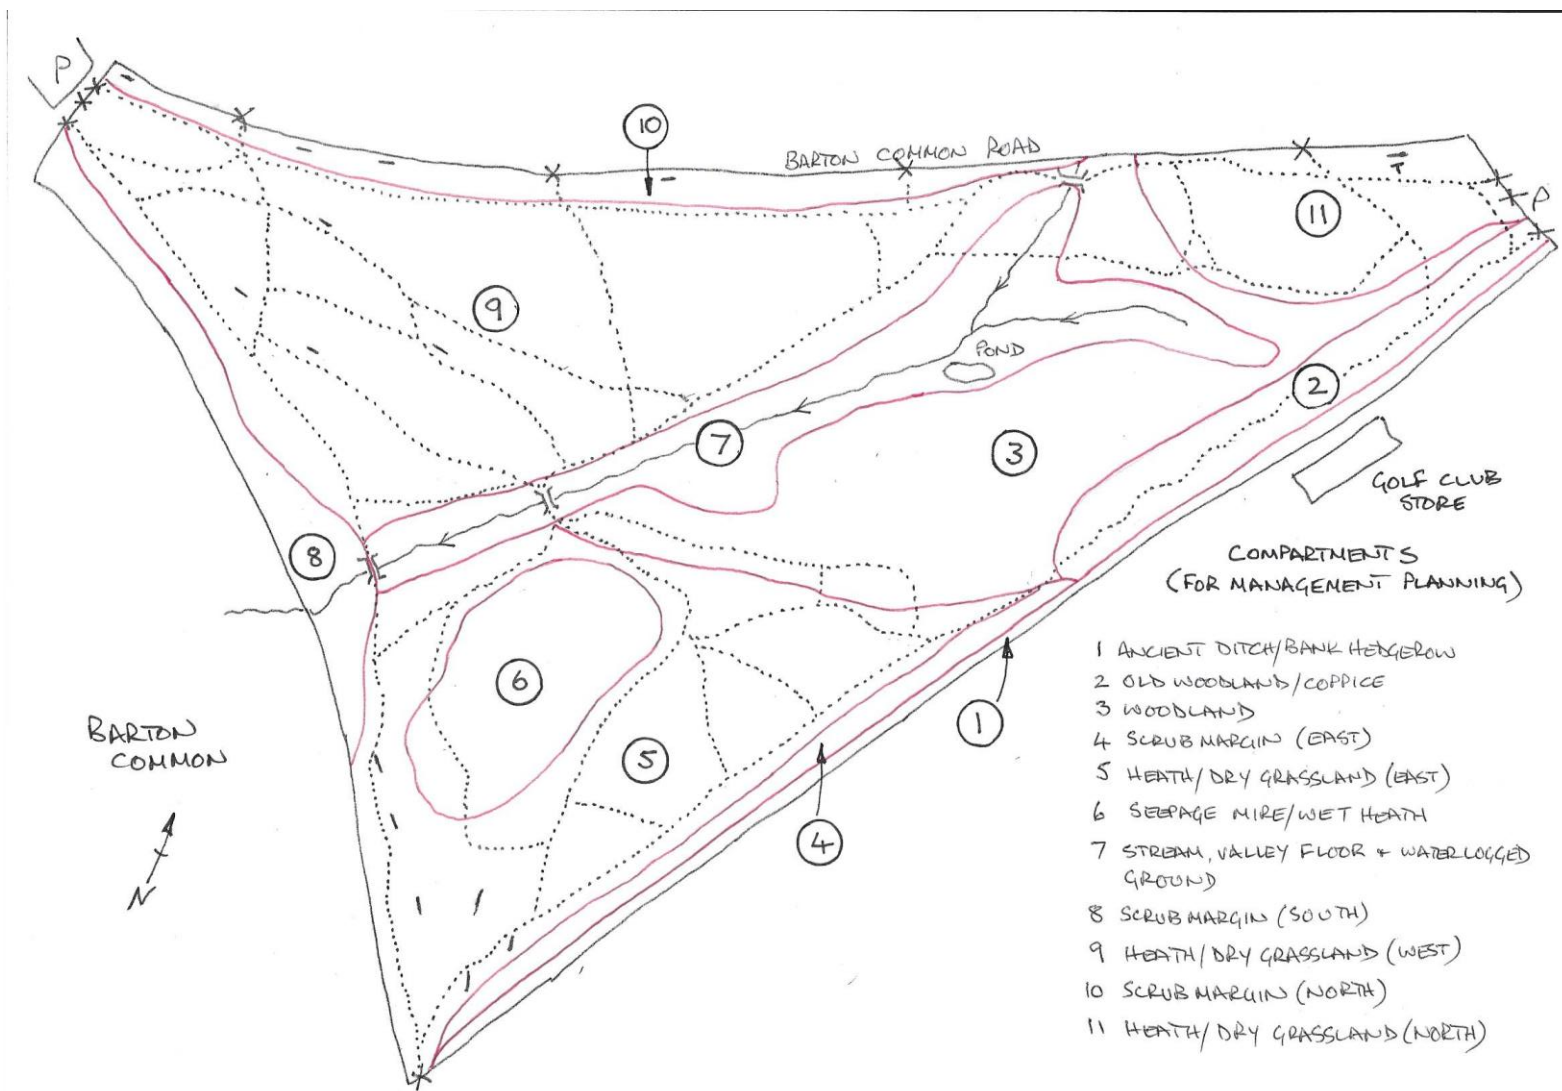 P
10
BARTON COMMON ROAD
11
P
9
POND
2
7
3
GOLF CLUB
STORE
8
COMPARTMENTS
(FOR MANAGEMENT PLANNING)
6
5
1
4
BARTON
COMMON
N
1 ANCIENT DITCH/BANK HEDGEROW
2 OLD WOODLAND/COPPICE
3 WOODLAND
4 SCRUB MARGIN (EAST)
5 HEATH/DRY GRASSLAND (EAST)
6 SEEPAGE MIRE/WET HEATH
7 STREAM, VALLEY FLOOR + WATERLOGGED
GROUND
8 SCRUB MARGIN (SOUTH)
9 HEATH/DRY GRASSLAND (WEST)
10 SCRUB MARGIN (NORTH)
11 HEATH/DRY GRASSLAND (NORTH)